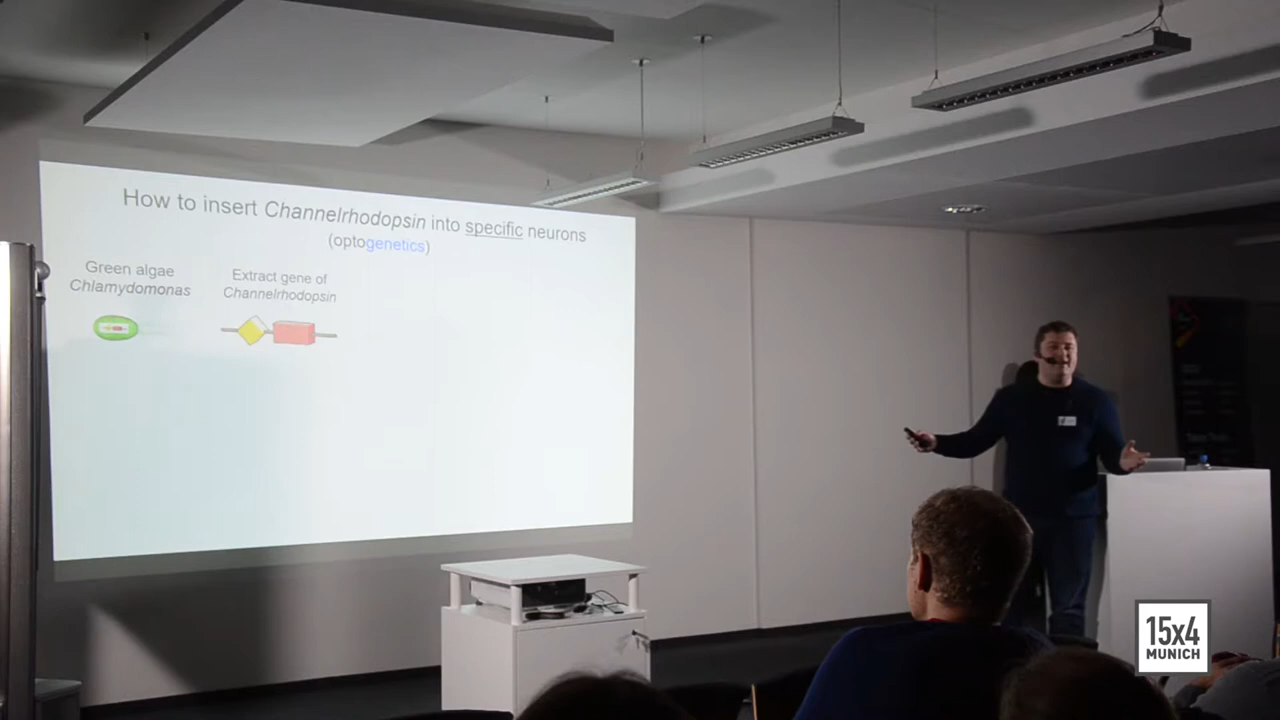 How to insert Channelrhodopsin into specific neurons
(optogenetics)
Green algae
Chlamydomonas
Extract gene of
Channelrhodopsin
15x4
MUNICH